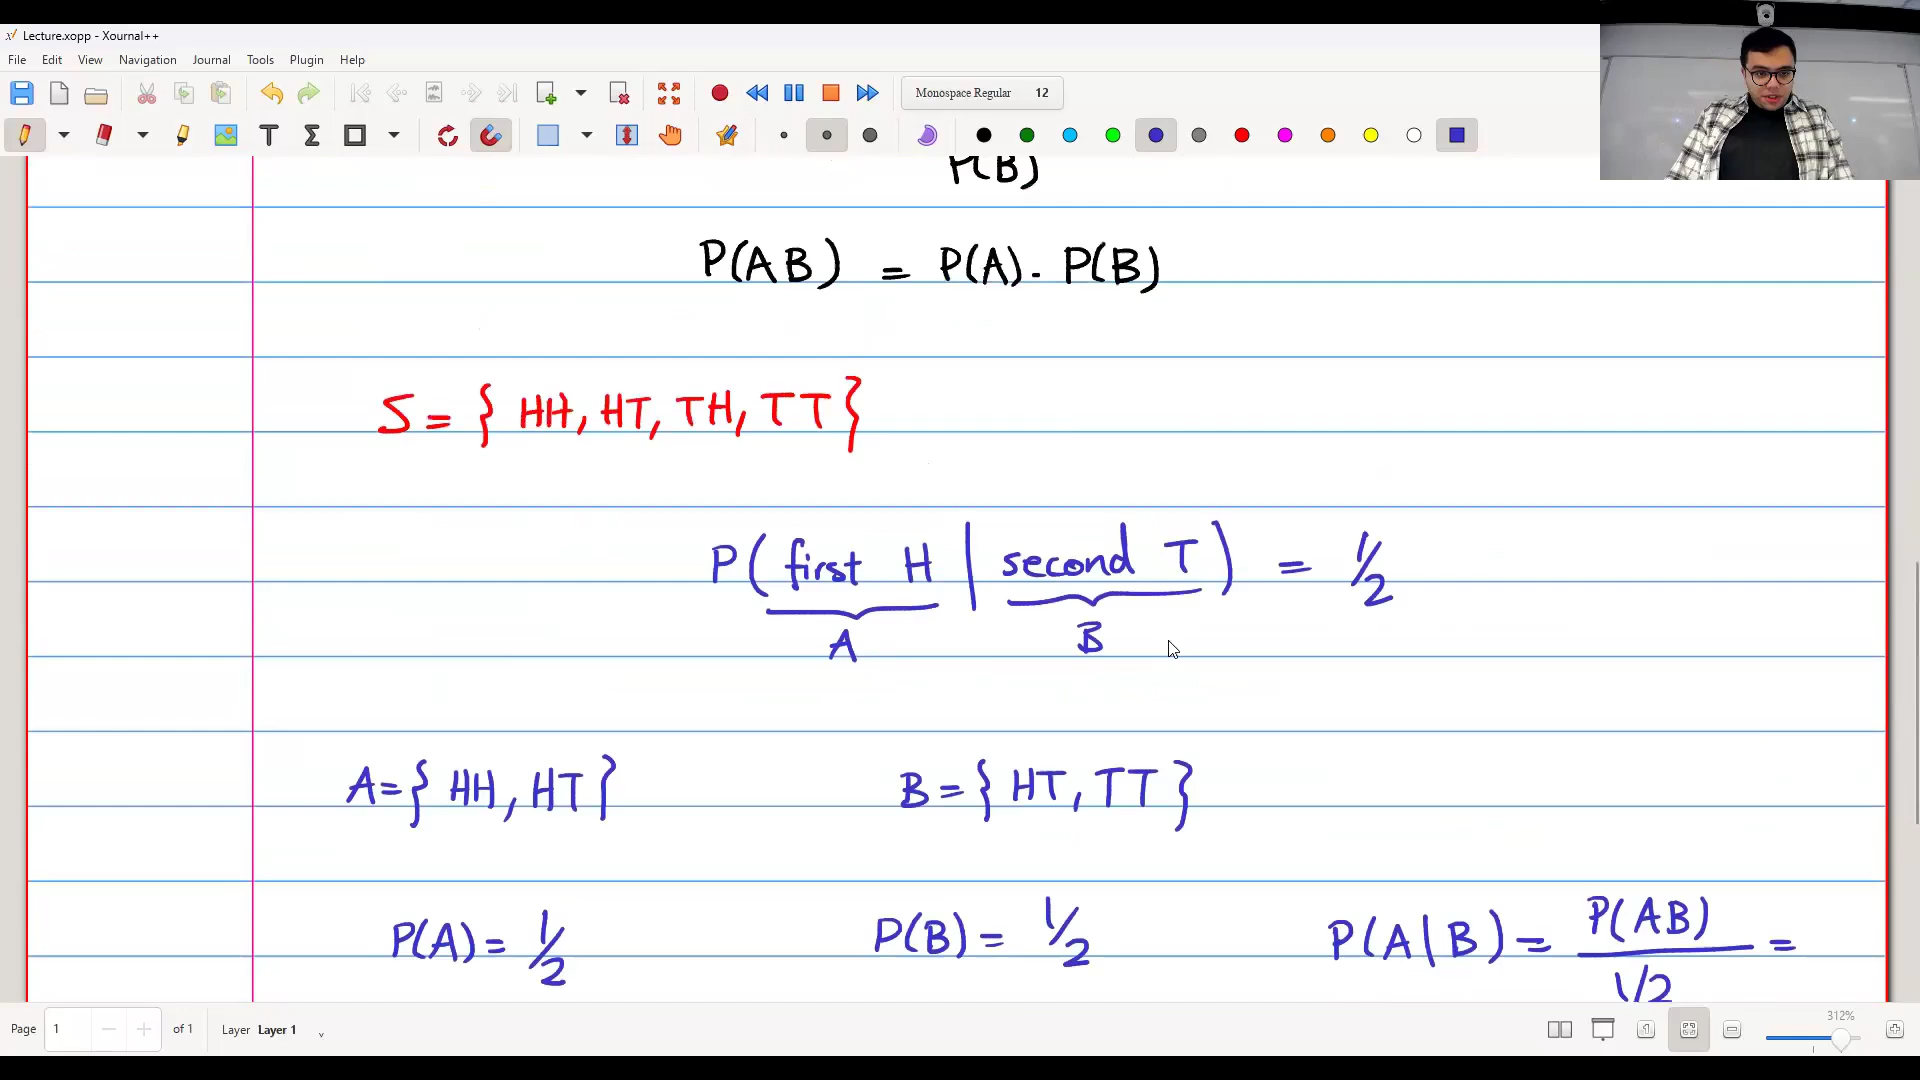 Lecture.xopp - Xournal++
File Edit View Navigation Journal Tools Plugin Help
Monospace Regular 12
P(B)
P(AB) = P(A). P(B)
S = { HH, HT, TH, TT }
P( first H | second T ) = 1/2
A B
A = { HH, HT } B = { HT, TT }
P(A) = 1/2 P(B) = 1/2 P(A|B) = P(AB) =
1/2
Page 1 of 1 Layer Layer 1 312%